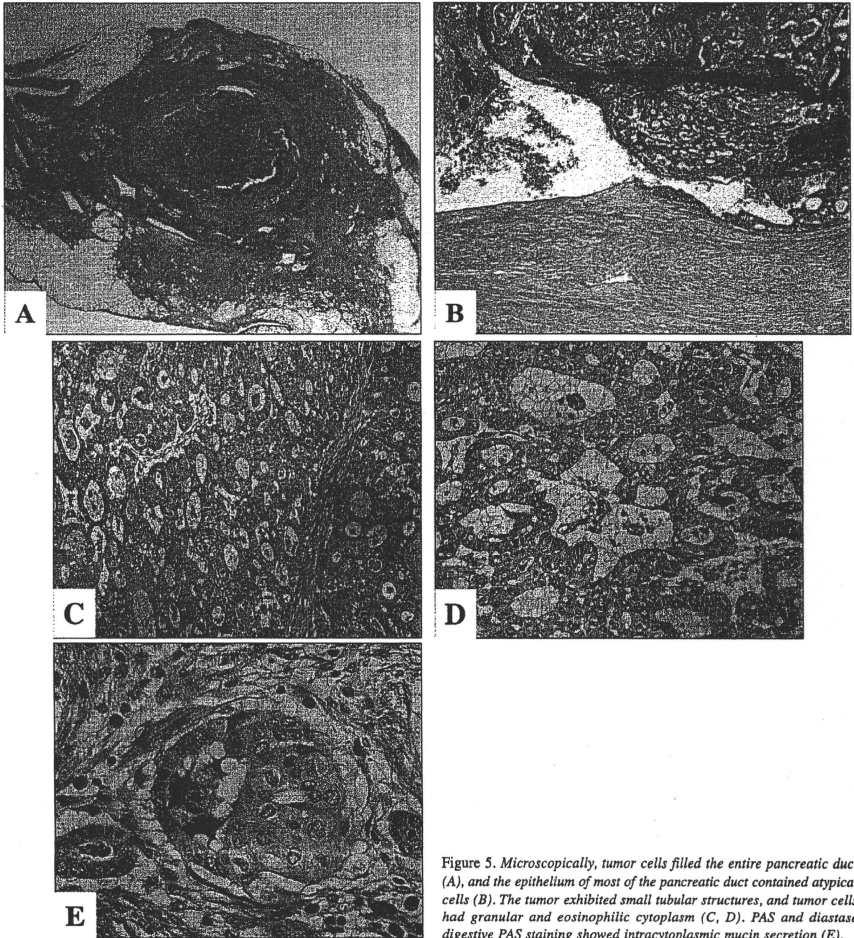 A
B
C
D
E
Figure 5. Microscopically, tumor cells filled the entire pancreatic duc
(A), and the epithelium of most of the pancreatic duct contained atypica
cells (B). The tumor exhibited small tubular structures, and tumor cells
had granular and eosinophilic cytoplasm (C, D). PAS and diastase
digestive PAS staining showed intracytoplasmic mucin secretion (E).